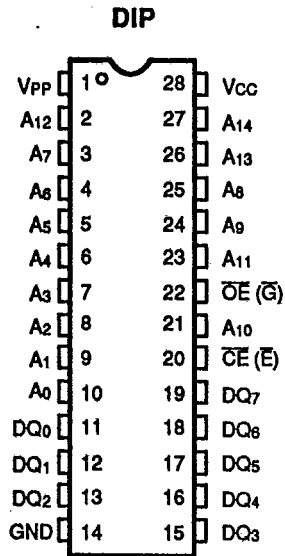 DIP
VPP 1 28 VCC
A12 2 27 A14
A7 3 26 A13
A6 4 25 A8
A5 5 24 A9
A4 6 23 A11
A3 7 22 OE (G)
A2 8 21 A10
A1 9 20 CE (E)
A0 10 19 DQ7
DQ0 11 18 DQ6
DQ1 12 17 DQ5
DQ2 13 16 DQ4
GND 14 15 DQ3